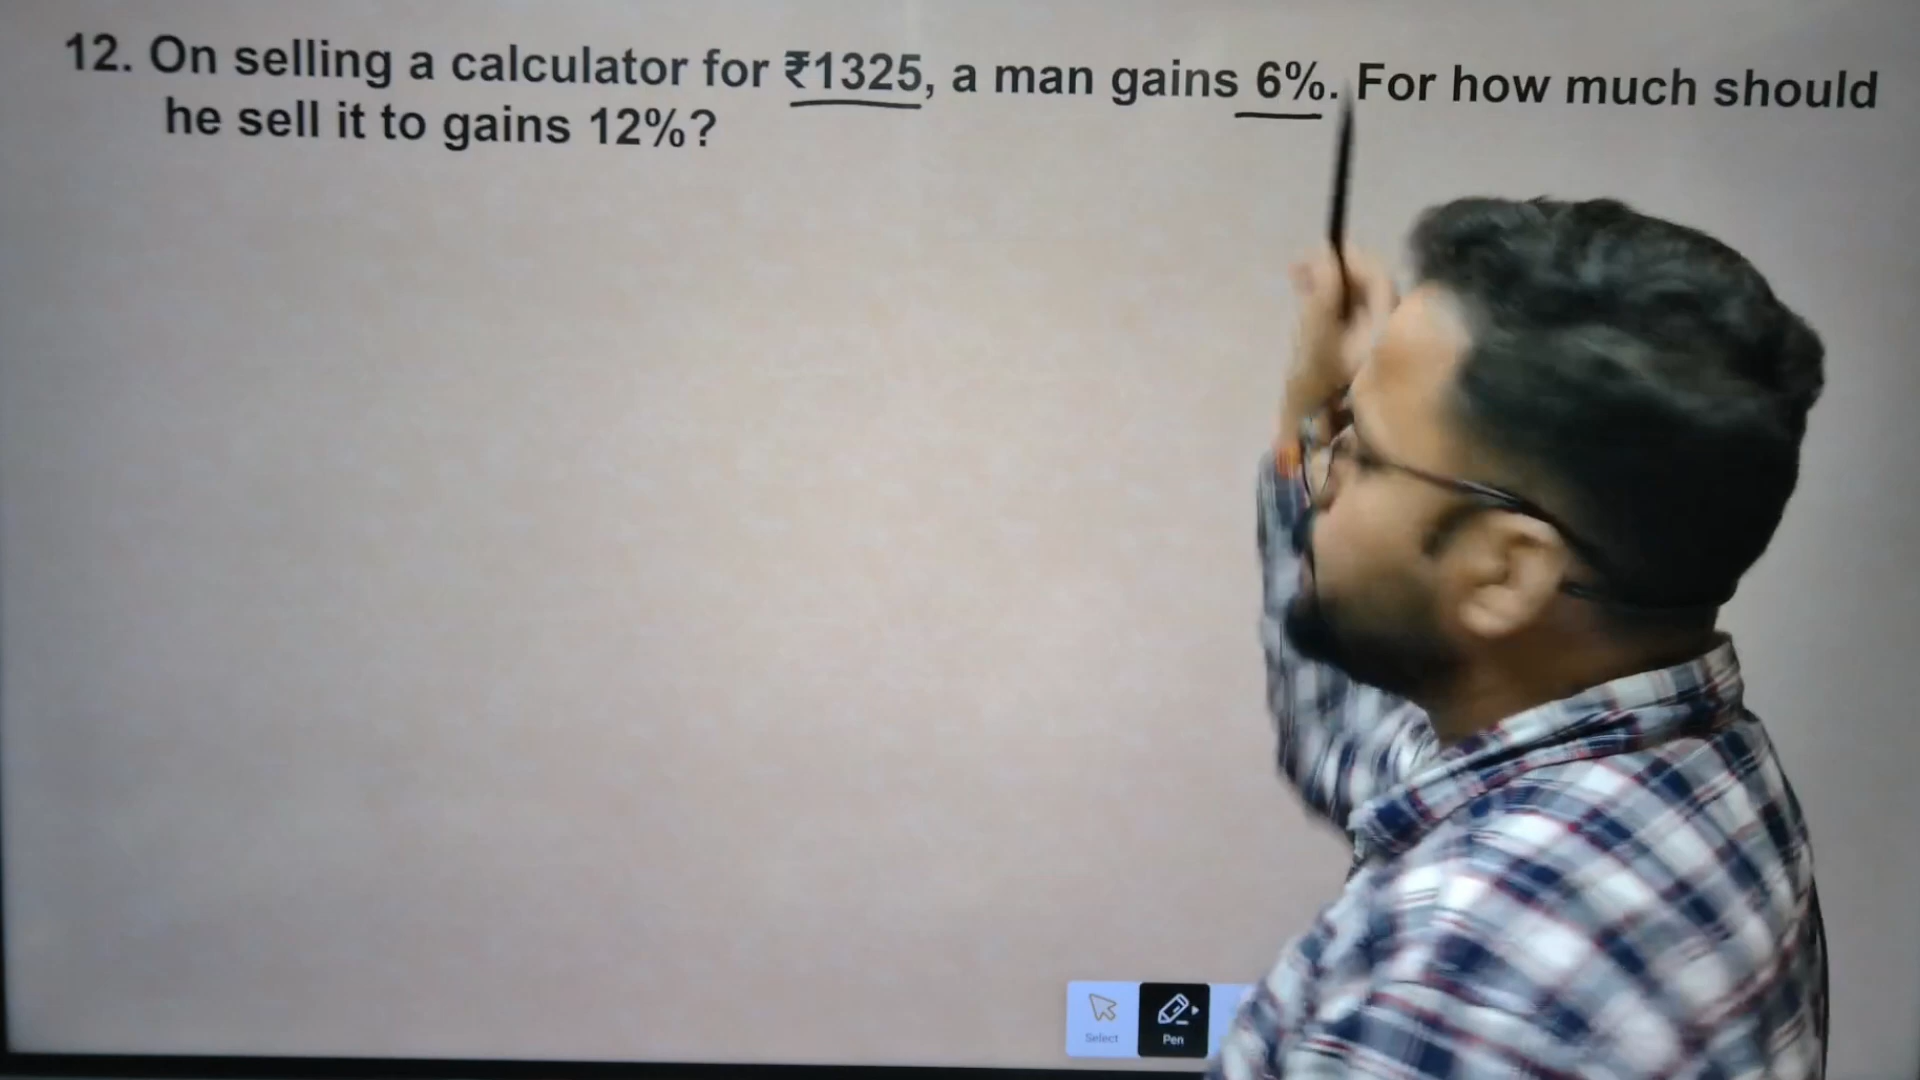 12. On selling a calculator for ₹1325, a man gains 6%. For how much should
he sell it to gains 12%?
Select
Pen